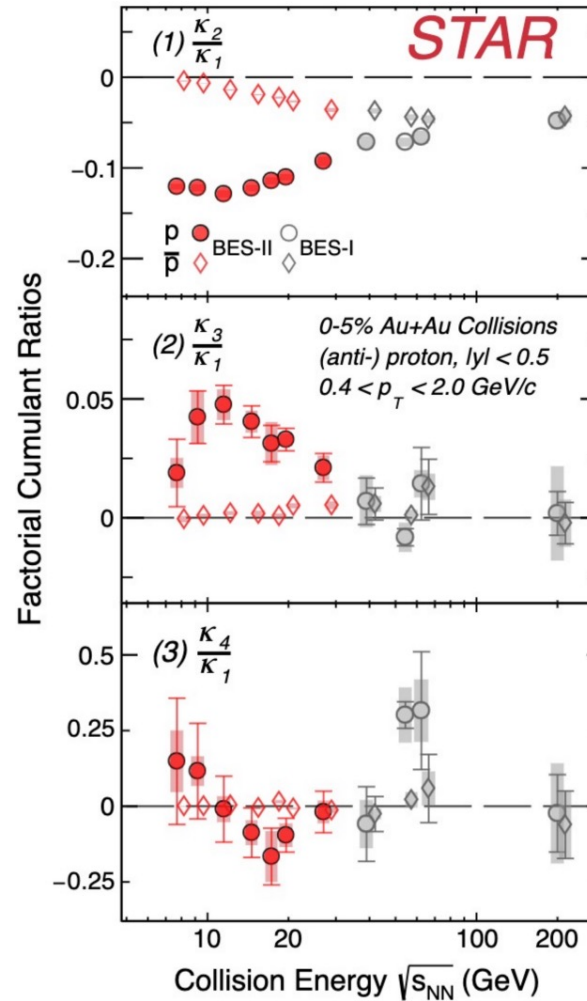 STAR
(1) κ₂/κ₁
0
−0.1
−0.2
p BES-II BES-I
p̅
(2) κ₃/κ₁
0-5% Au+Au Collisions
(anti-) proton, |y| < 0.5
0.4 < p_T < 2.0 GeV/c
0.05
0
(3) κ₄/κ₁
0.5
0.25
0
−0.25
Factorial Cumulant Ratios
10 20 100 200
Collision Energy √s_NN (GeV)